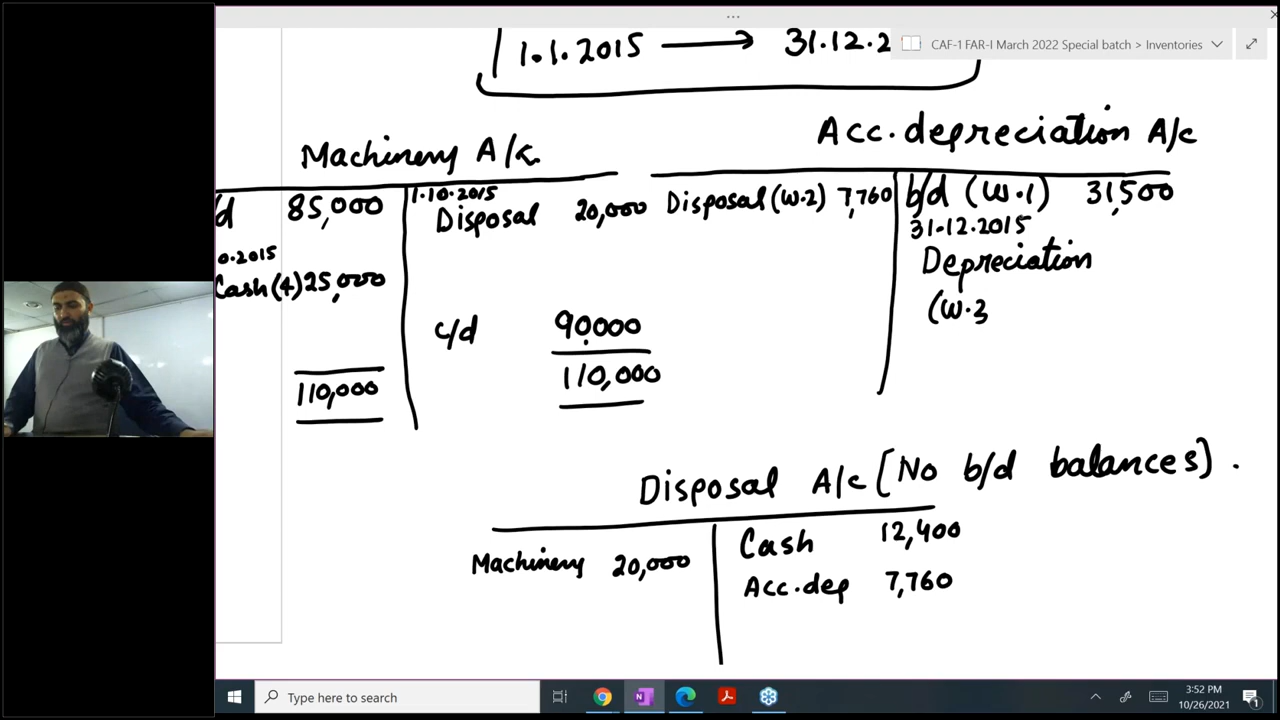 1.1.2015 → 31.12.2
CAF-1 FAR-I March 2022 Special batch > Inventories
Machinery A/c
/d 85,000
0.2015
Cash (4) 25,000
110,000
1.10.2015
Disposal 20,000
c/d 90,000
110,000
Acc. depreciation A/c
Disposal (W.2) 7,760
b/d (W.1) 31,500
31.12.2015
Depreciation
(W.3
Disposal A/c [No b/d balances).
Machinery 20,000
Cash 12,400
Acc. dep 7,760
Type here to search
3:52 PM
10/26/2021
1